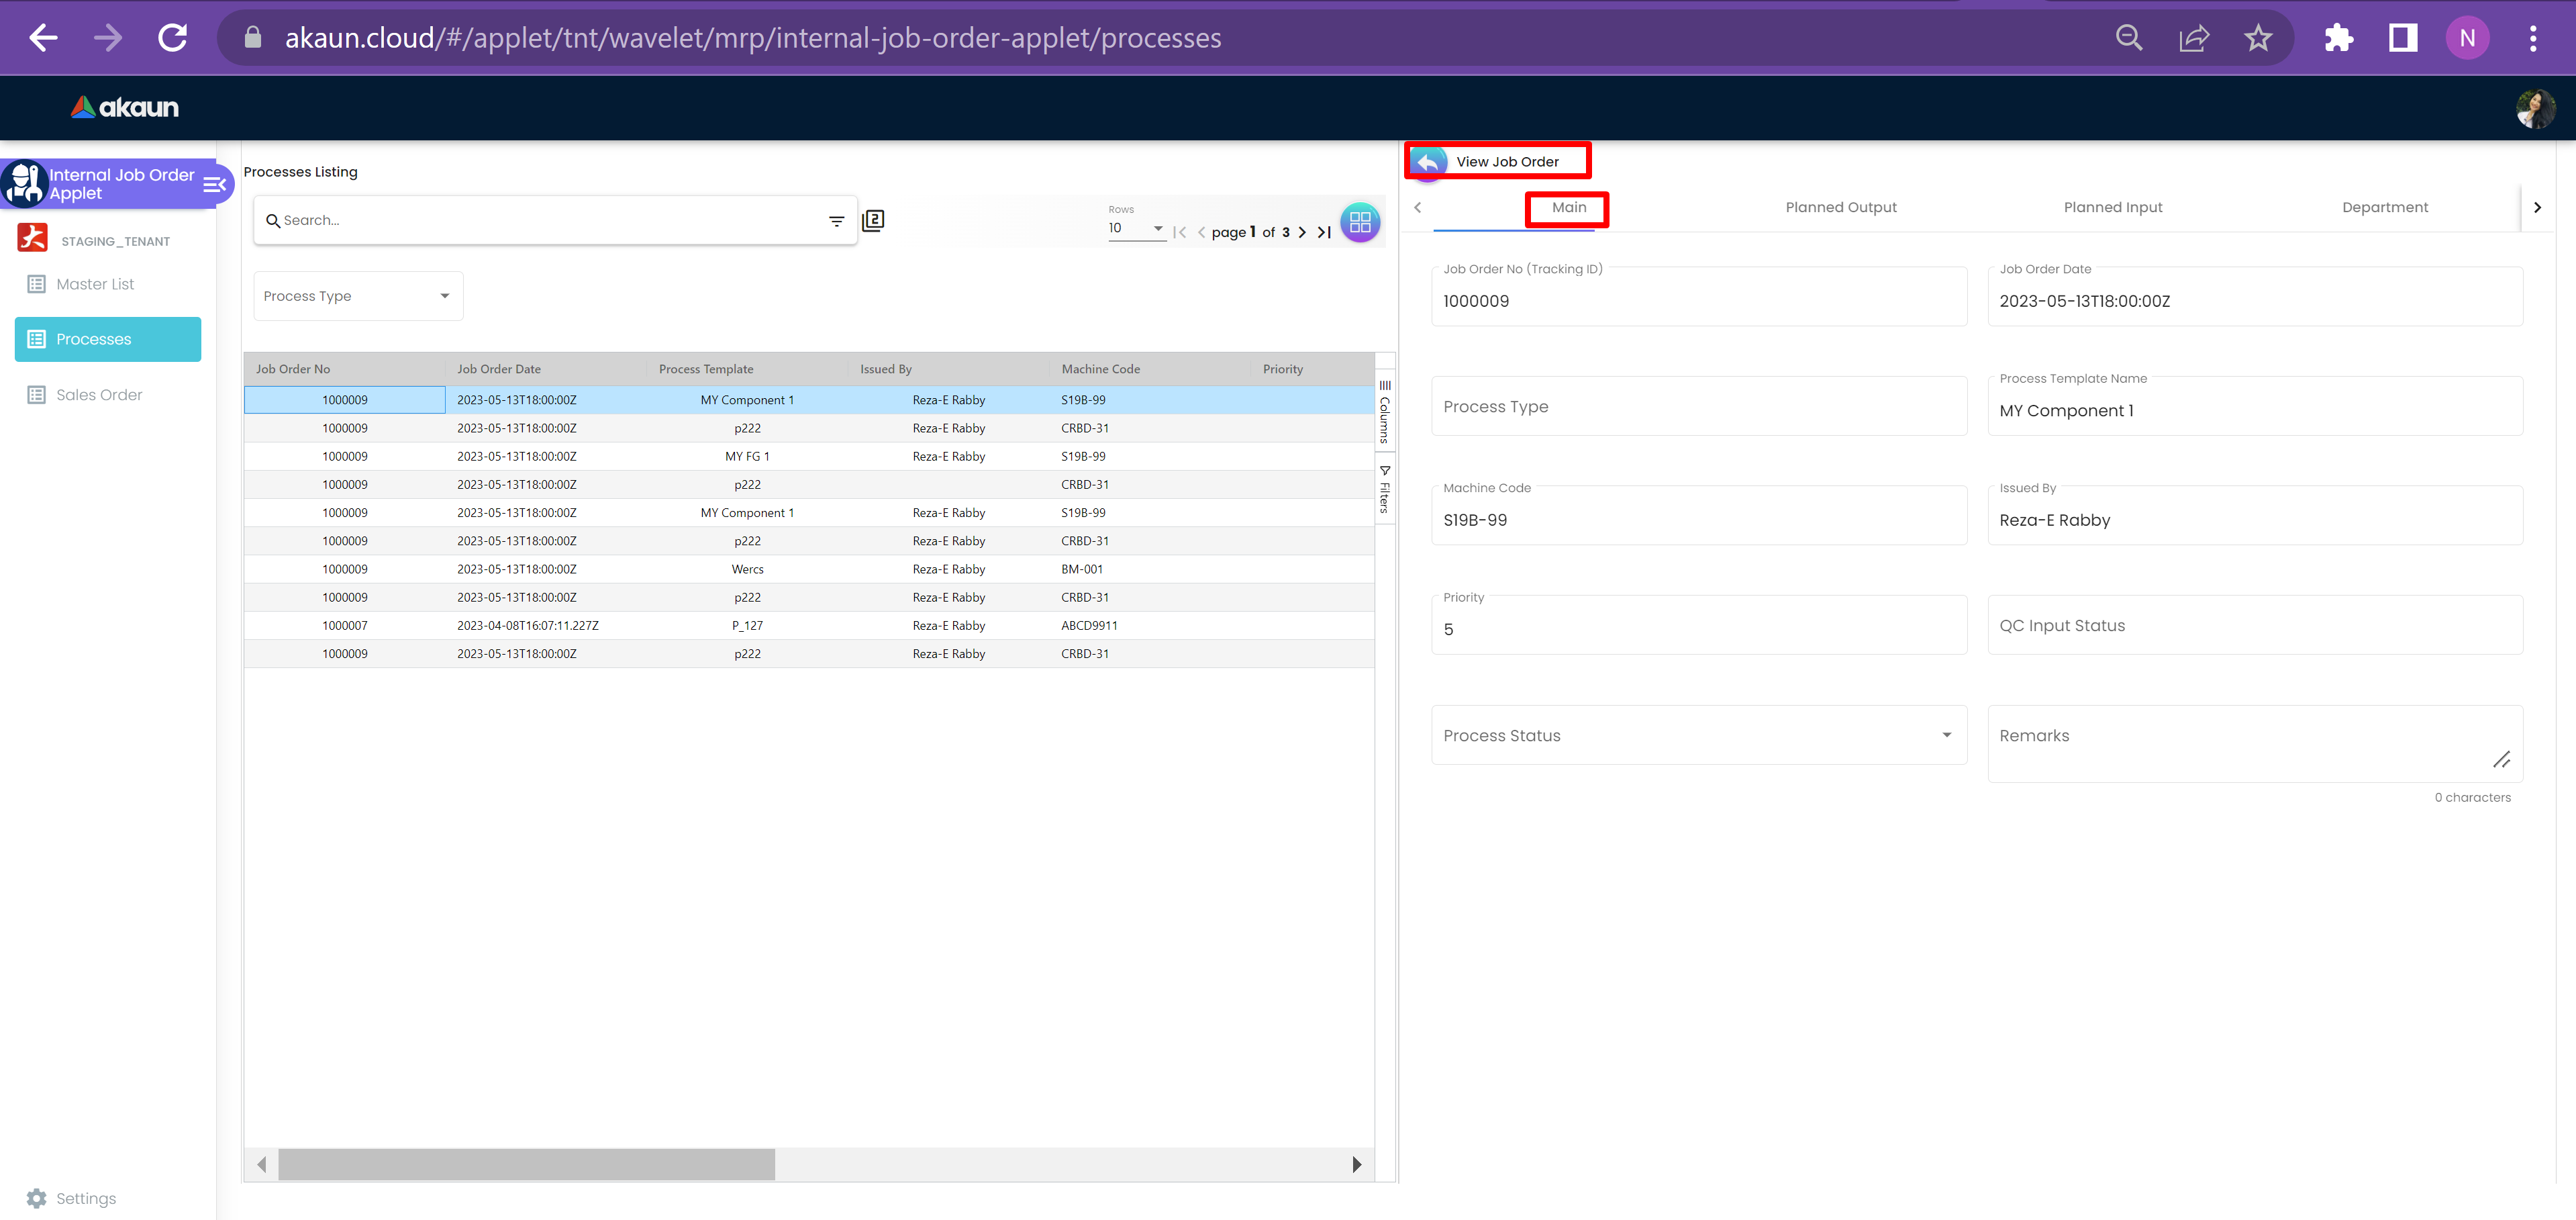 akaun.cloud/#/applet/tnt/wavelet/mrp/internal-job-order-applet/processes
N
akaun
Internal Job Order
Applet
STAGING_TENANT
Master List
Processes
Sales Order
Settings
Processes Listing
Search...
2
Rows
10
page 1 of 3
Process Type
Job Order No Job Order Date Process Template Issued By Machine Code Priority
1000009 2023-05-13T18:00:00Z MY Component 1 Reza-E Rabby S19B-99
1000009 2023-05-13T18:00:00Z p222 Reza-E Rabby CRBD-31
1000009 2023-05-13T18:00:00Z MY FG 1 Reza-E Rabby S19B-99
1000009 2023-05-13T18:00:00Z p222 CRBD-31
1000009 2023-05-13T18:00:00Z MY Component 1 Reza-E Rabby S19B-99
1000009 2023-05-13T18:00:00Z p222 Reza-E Rabby CRBD-31
1000009 2023-05-13T18:00:00Z Wercs Reza-E Rabby BM-001
1000009 2023-05-13T18:00:00Z p222 Reza-E Rabby CRBD-31
1000007 2023-04-08T16:07:11.227Z P_127 Reza-E Rabby ABCD9911
1000009 2023-05-13T18:00:00Z p222 Reza-E Rabby CRBD-31
Columns
Filters
View Job Order
Main Planned Output Planned Input Department
Job Order No (Tracking ID)
1000009
Job Order Date
2023-05-13T18:00:00Z
Process Type
Process Template Name
MY Component 1
Machine Code
S19B-99
Issued By
Reza-E Rabby
Priority
5
QC Input Status
Process Status
Remarks
0 characters